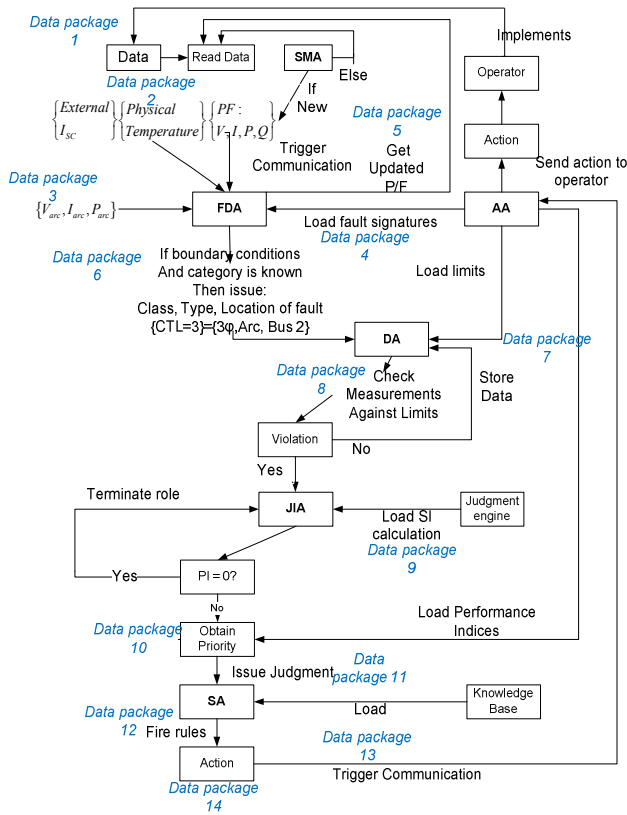 Data package
1
Implements
Data
Read Data
SMA
Else
Operator
Data package
2
If
New
{External
I_SC}
{Physical
Temperature}
{PF :
V, I, P, Q}
Data package
5
Action
Trigger
Communication
Get
Updated
P/F
Send action to
operator
Data package
3
{V_arc, I_arc, P_arc}
FDA
AA
Load fault signatures
Data package
4
Data package
6
If boundary conditions
And category is known
Then issue:
Class, Type, Location of fault
{CTL=3}={3φ,Arc, Bus 2}
Load limits
DA
Data package
7
Data package
8
Check
Measurements
Against Limits
Store
Data
Violation
No
Yes
Terminate role
JIA
Judgment
engine
Load SI
calculation
Data package
9
Yes
PI = 0?
No
Load Performance
Indices
Data package
10
Obtain
Priority
Issue Judgment
Data
package 11
SA
Knowledge
Base
Load
Data package
12
Fire rules
Data package
13
Action
Trigger Communication
Data package
14